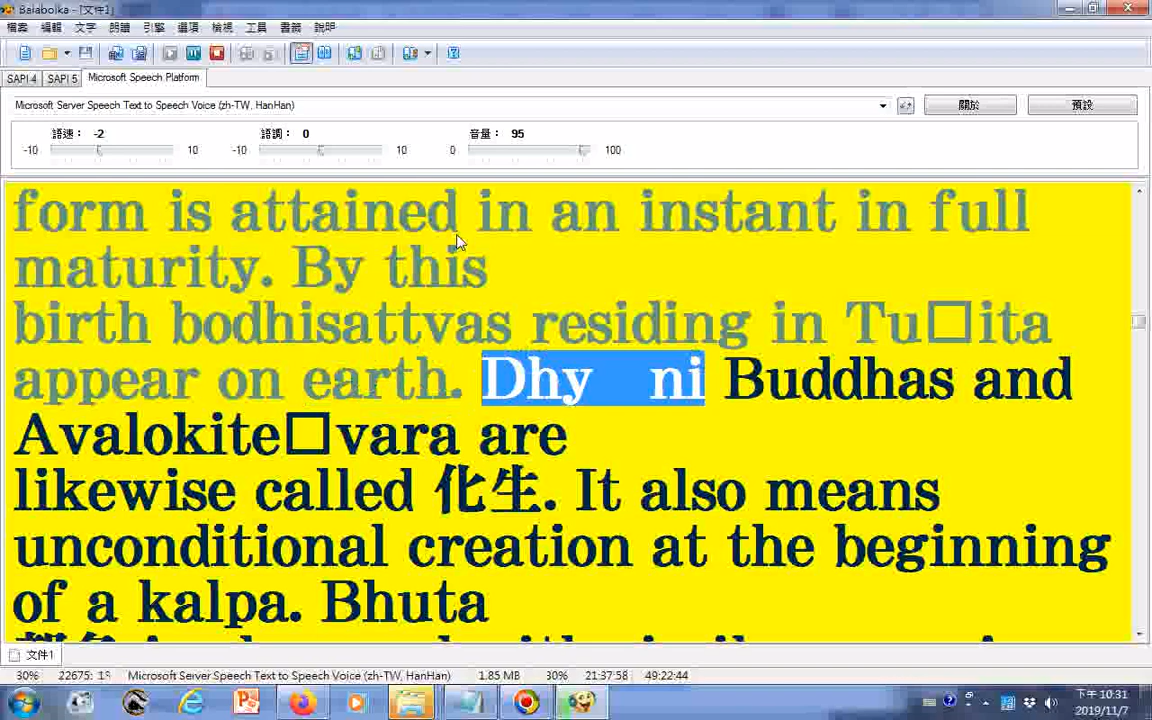 Balabolka - [文件1]
檔案 編輯 文字 朗讀 引擎 選項 檢視 工具 書籤 說明
SAPI 4 SAPI 5 Microsoft Speech Platform
Microsoft Server Speech Text to Speech Voice (zh-TW, HanHan) 關於 預設
語速： -2 語調： 0 音量： 95
-10 10 -10 10 0 100
form is attained in an instant in full
maturity. By this
birth bodhisattvas residing in Tu□ita
appear on earth. Dhy ni Buddhas and
Avalokite□vara are
likewise called 化生. It also means
unconditional creation at the beginning
of a kalpa. Bhuta
文件1
30% 22675: 13 Microsoft Server Speech Text to Speech Voice (zh-TW, HanHan) 1.85 MB 30% 21:37:58 49:22:44
下午 10:31
2019/11/7